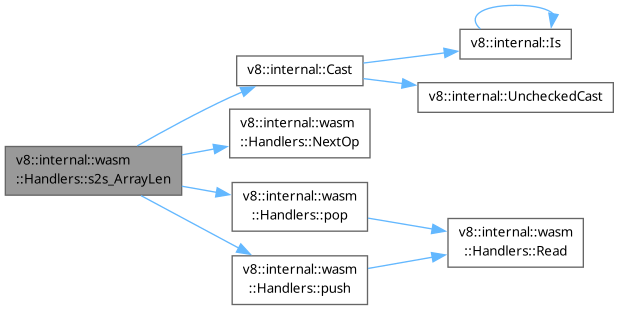 v8::internal::wasm
::Handlers::s2s_ArrayLen
v8::internal::Cast
v8::internal::Is
v8::internal::UncheckedCast
v8::internal::wasm
::Handlers::NextOp
v8::internal::wasm
::Handlers::pop
v8::internal::wasm
::Handlers::Read
v8::internal::wasm
::Handlers::push